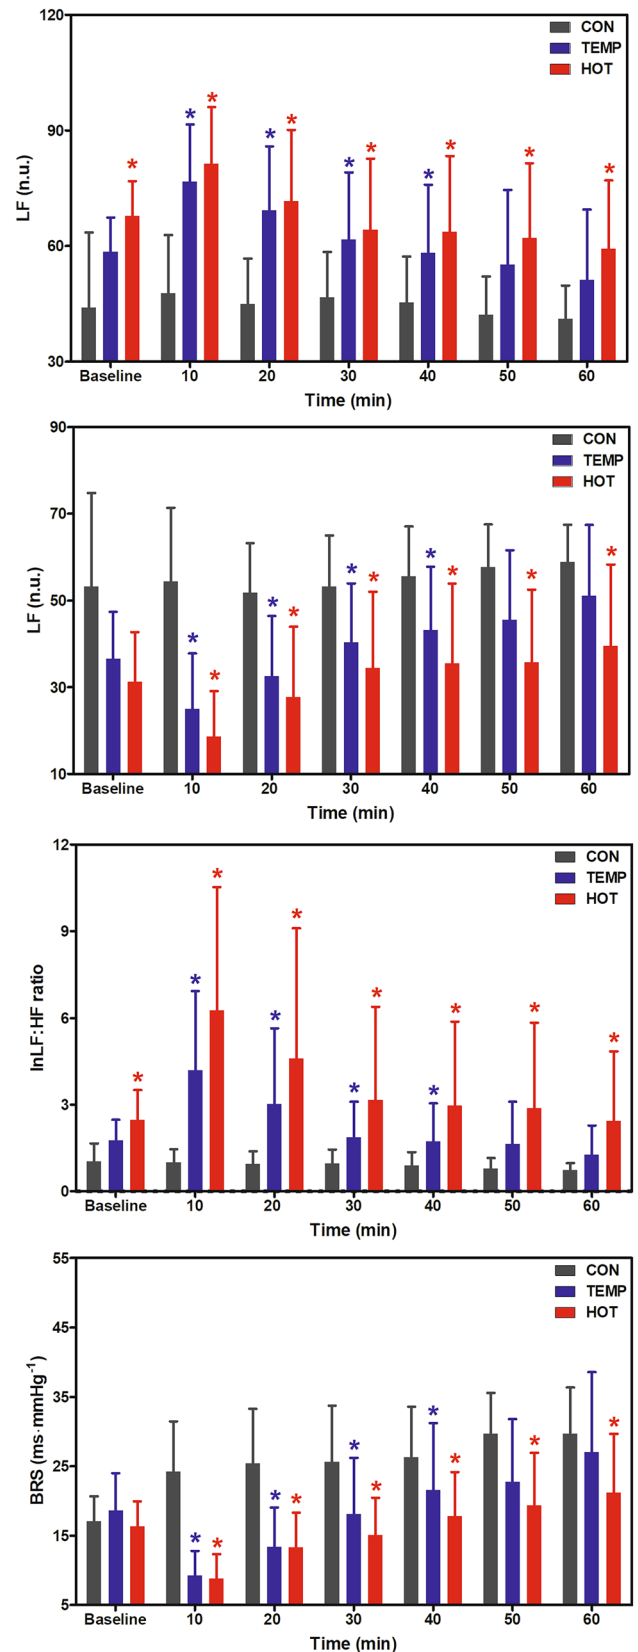 120
CON
TEMP
HOT
*
90
LF (n.u.)
60
30
Baseline 10 20 30 40 50 60
Time (min)
90
CON
TEMP
HOT
70
*
LF (n.u.)
50
30
10
Baseline 10 20 30 40 50 60
Time (min)
12
CON
TEMP
HOT
*
9
lnLF:HF ratio
6
3
0
Baseline 10 20 30 40 50 60
Time (min)
55
CON
TEMP
HOT
45
*
BRS (ms·mmHg⁻¹)
35
25
15
5
Baseline 10 20 30 40 50 60
Time (min)